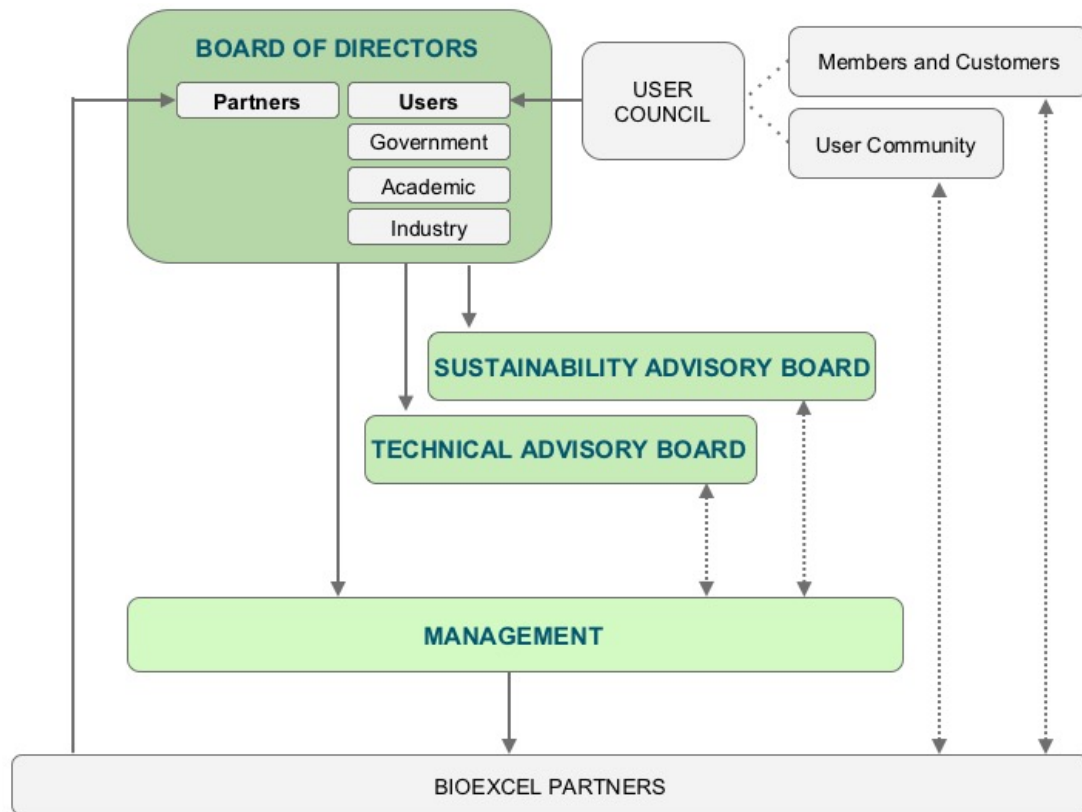 BOARD OF DIRECTORS
Partners
Users
Government
Academic
Industry
USER
COUNCIL
Members and Customers
User Community
SUSTAINABILITY ADVISORY BOARD
TECHNICAL ADVISORY BOARD
MANAGEMENT
BIOEXCEL PARTNERS